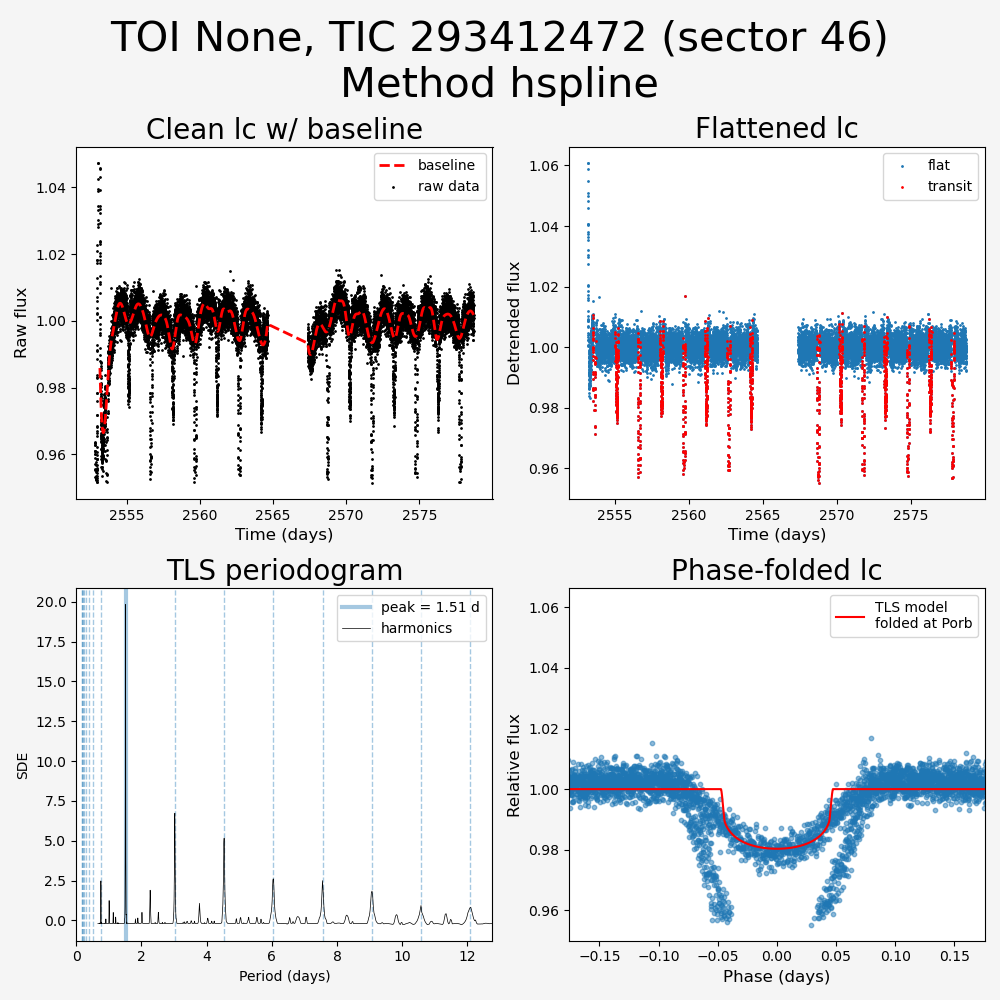 TOI None, TIC 293412472 (sector 46)
Method hspline
Clean lc w/ baseline
Flattened lc
baseline
raw data
flat
transit
1.04
1.02
1.00
0.98
0.96
Raw flux
2555
2560
2565
2570
2575
Time (days)
1.06
1.04
1.02
1.00
0.98
0.96
Detrended flux
2555
2560
2565
2570
2575
Time (days)
TLS periodogram
Phase-folded lc
peak = 1.51 d
harmonics
TLS model
folded at Porb
20.0
17.5
15.0
12.5
10.0
7.5
5.0
2.5
0.0
SDE
0
2
4
6
8
10
12
Period (days)
1.06
1.04
1.02
1.00
0.98
0.96
Relative flux
−0.15
−0.10
−0.05
0.00
0.05
0.10
0.15
Phase (days)